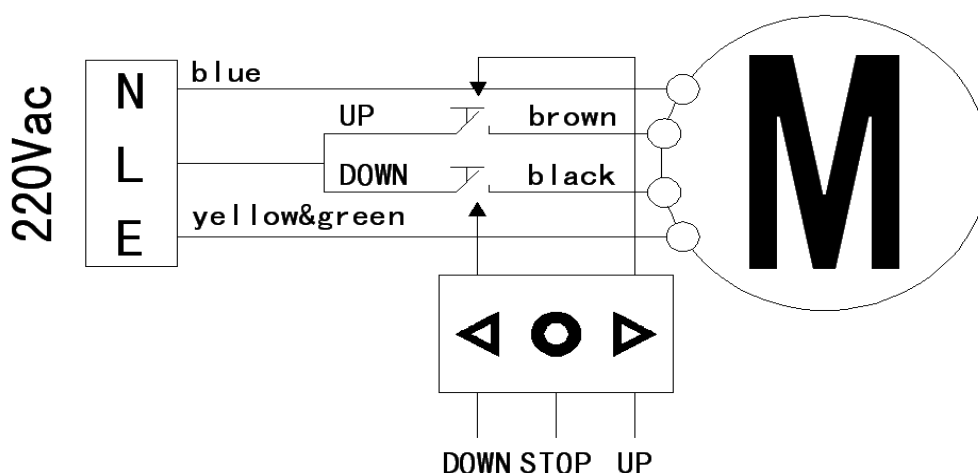 220Vac
N
L
E
blue
UP
brown
DOWN
black
yellow&green
M
DOWN STOP UP